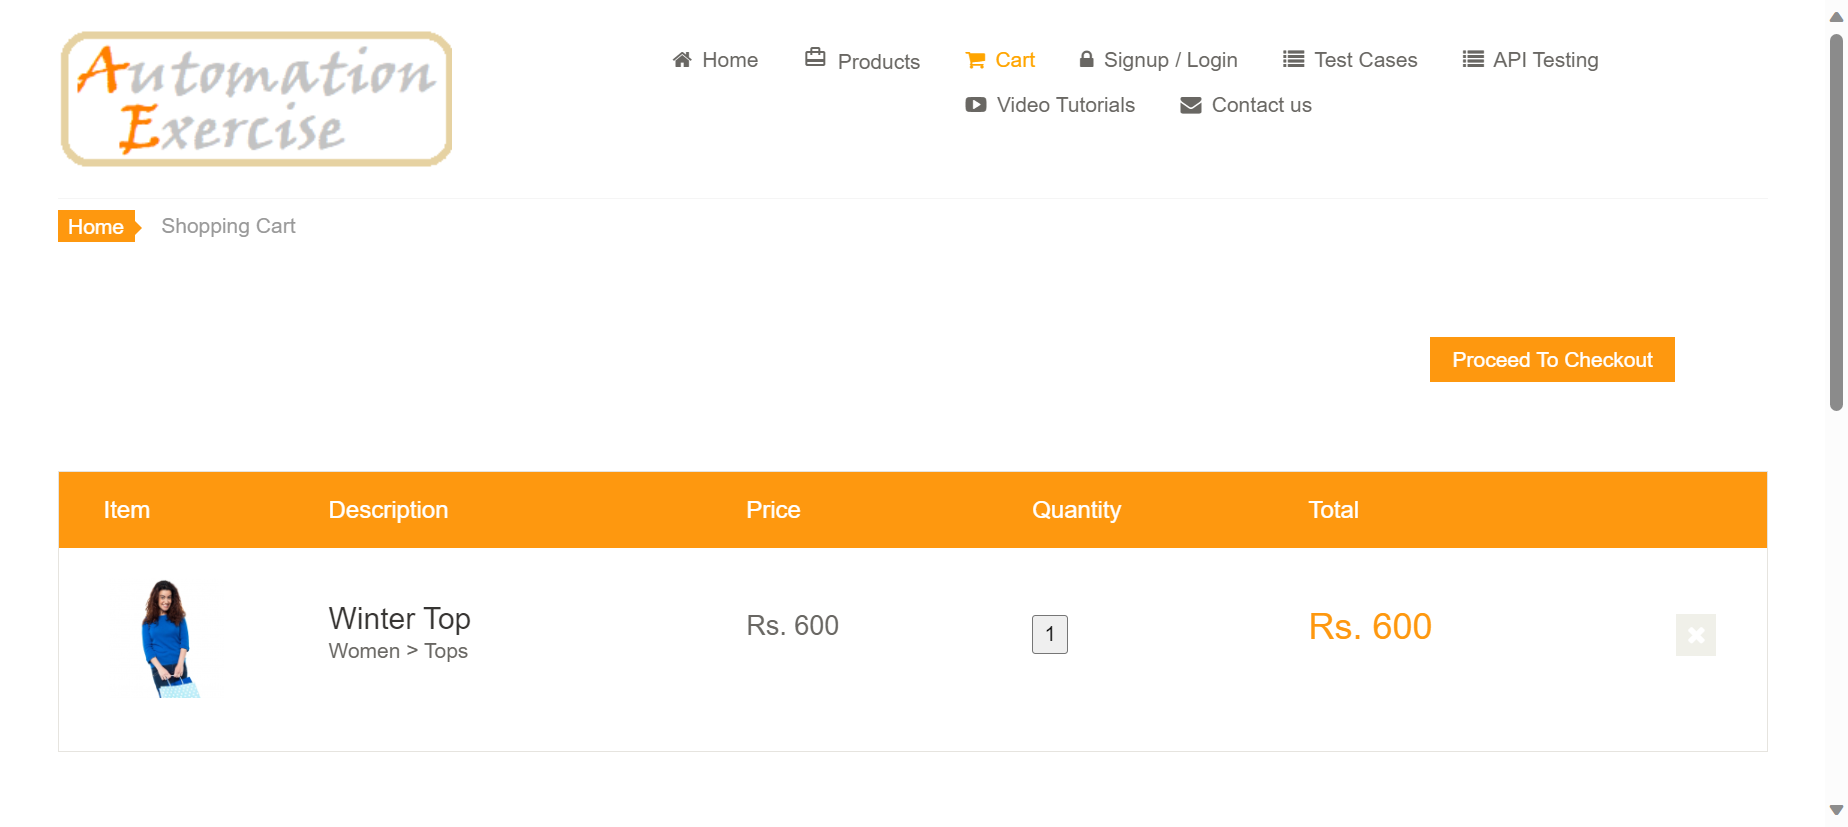 Automation
Exercise
Home Products Cart Signup / Login Test Cases API Testing
Video Tutorials Contact us
Home Shopping Cart
Proceed To Checkout
Item Description Price Quantity Total
Winter Top Rs. 600 1 Rs. 600
Women > Tops